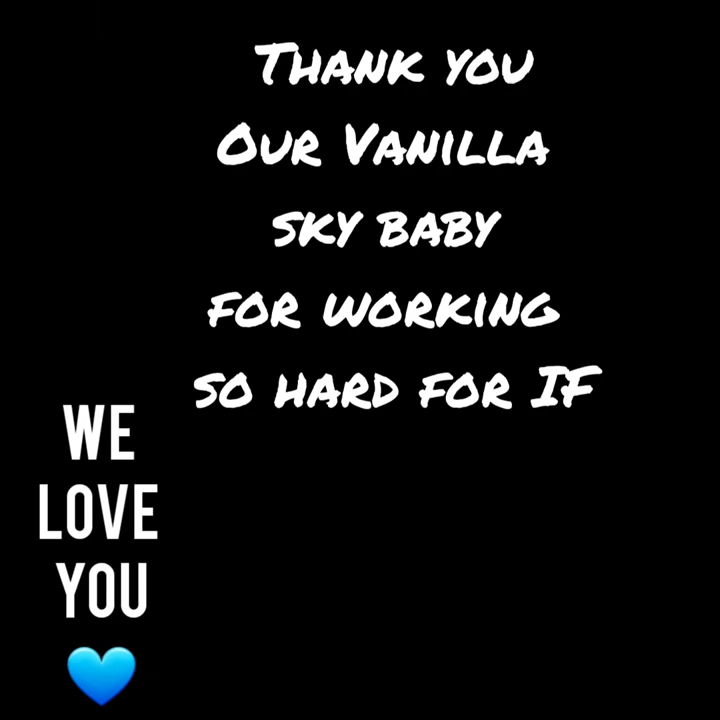 Thank you
Our Vanilla
sky baby
for working
so hard for IF
WE
LOVE
YOU
💙